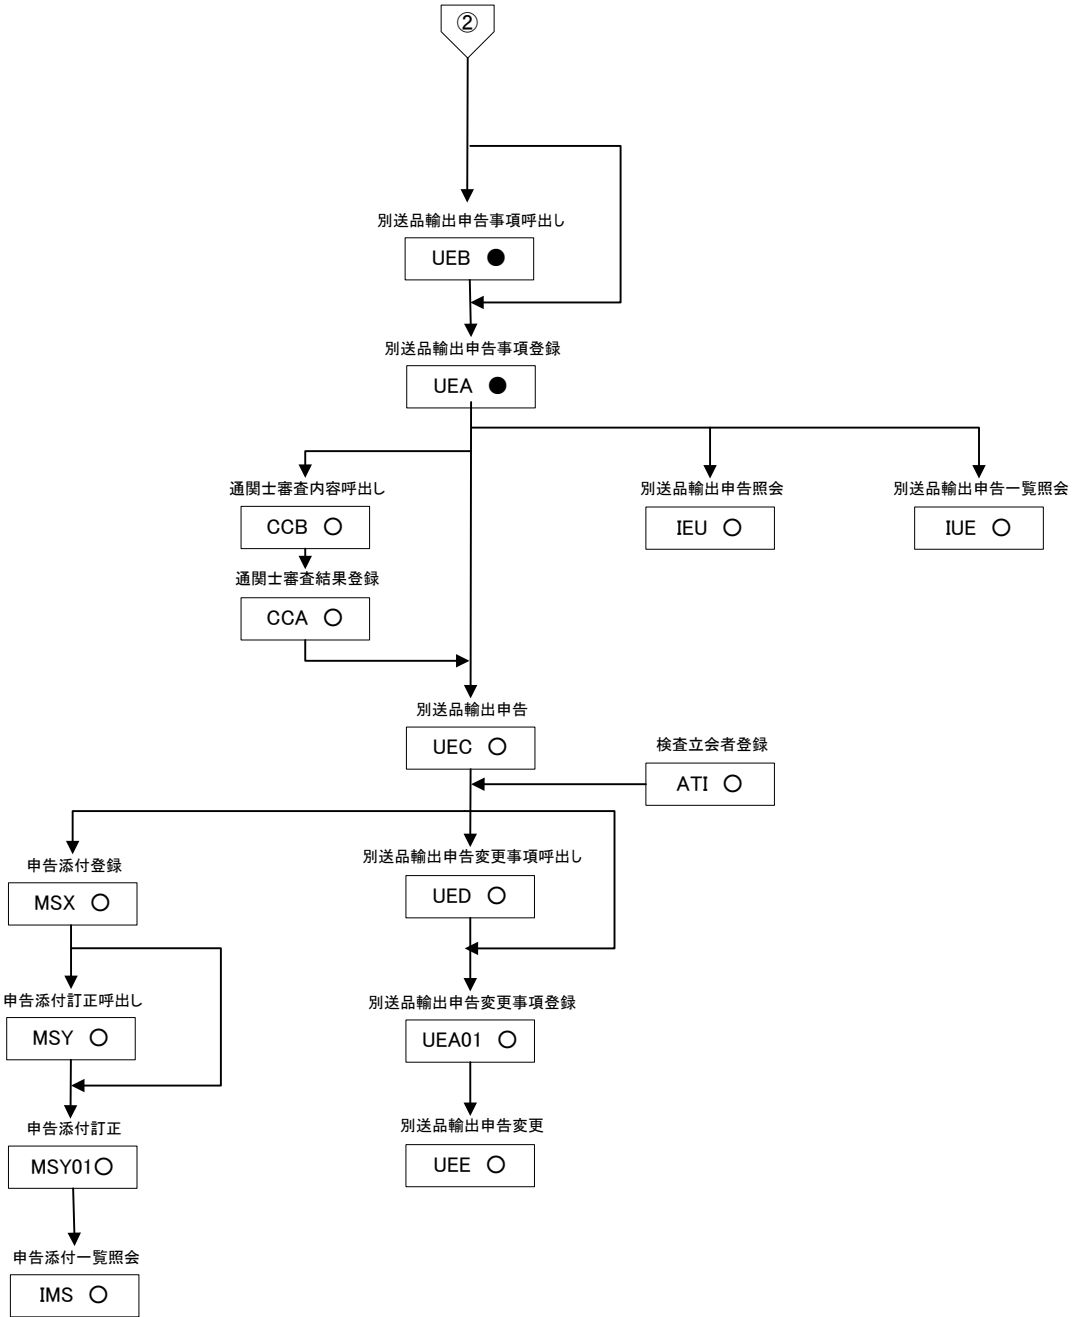 ②
別送品輸出申告事項呼出し
UEB ●
別送品輸出申告事項登録
UEA ●
通関士審査内容呼出し
CCB ○
別送品輸出申告照会
IEU ○
別送品輸出申告一覧照会
IUE ○
通関士審査結果登録
CCA ○
別送品輸出申告
UEC ○
検査立会者登録
ATI ○
申告添付登録
MSX ○
別送品輸出申告変更事項呼出し
UED ○
申告添付訂正呼出し
MSY ○
別送品輸出申告変更事項登録
UEA01 ○
申告添付訂正
MSY01○
別送品輸出申告変更
UEE ○
申告添付一覧照会
IMS ○